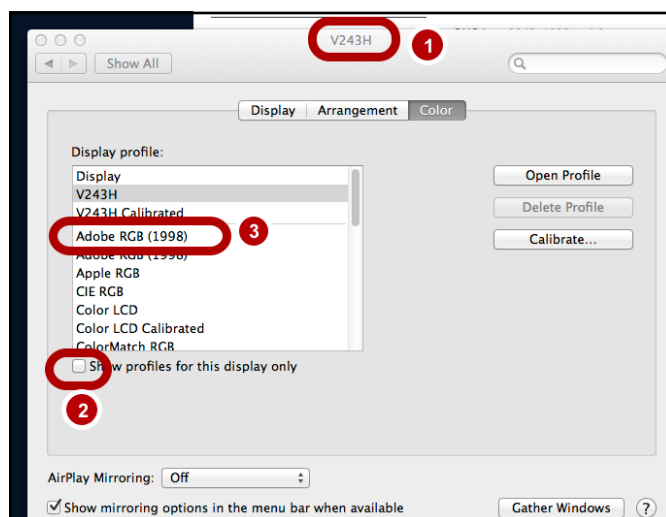 V243H
1
Show All
Display
Arrangement
Color
Display profile:
Display
V243H
V243H Calibrated
Adobe RGB (1998)
3
Adobe RGB (1998)
Apple RGB
CIE RGB
Color LCD
Color LCD Calibrated
ColorMatch RGB
Open Profile
Delete Profile
Calibrate...
Show profiles for this display only
2
AirPlay Mirroring: Off
Show mirroring options in the menu bar when available
Gather Windows
?